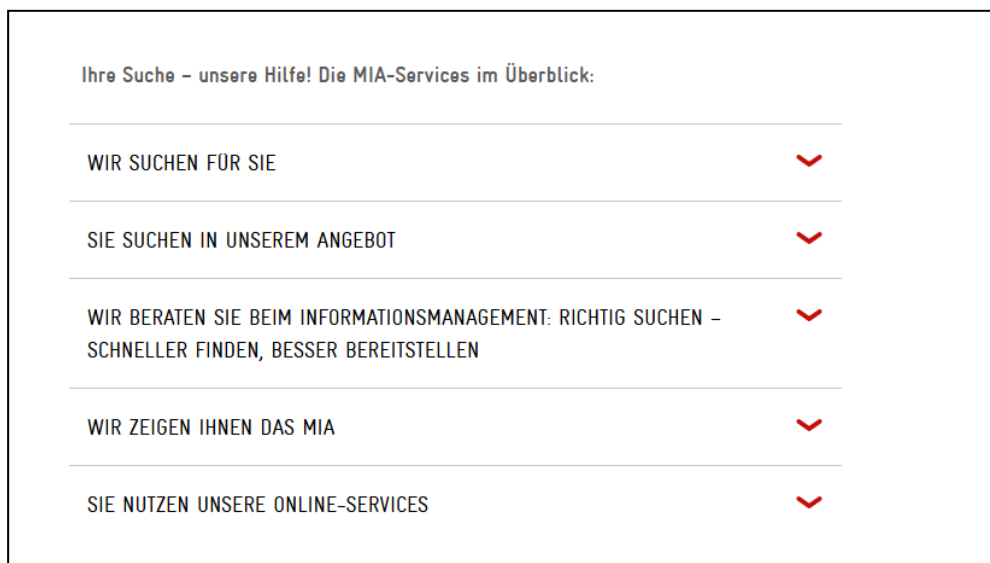 Ihre Suche – unsere Hilfe! Die MIA-Services im Überblick:
WIR SUCHEN FÜR SIE
SIE SUCHEN IN UNSEREM ANGEBOT
WIR BERATEN SIE BEIM INFORMATIONSMANAGEMENT: RICHTIG SUCHEN –
SCHNELLER FINDEN, BESSER BEREITSTELLEN
WIR ZEIGEN IHNEN DAS MIA
SIE NUTZEN UNSERE ONLINE-SERVICES